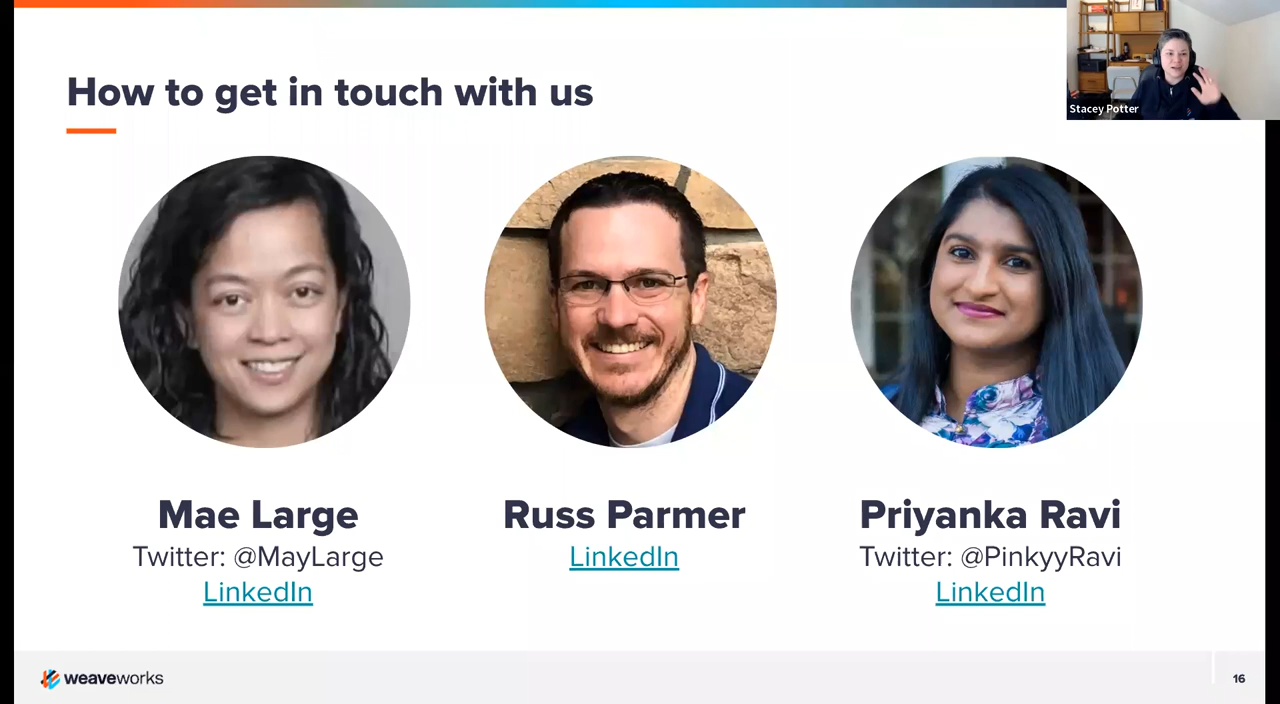 How to get in touch with us
Stacey Potter
Mae Large
Twitter: @MayLarge
LinkedIn
Russ Parmer
LinkedIn
Priyanka Ravi
Twitter: @PinkyyRavi
LinkedIn
weaveworks
16